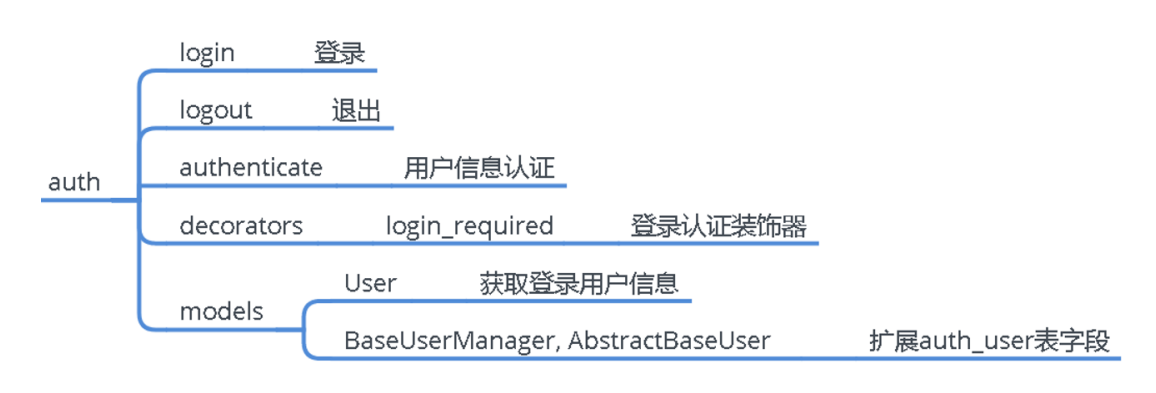 login 登录
logout 退出
authenticate 用户信息认证
auth
decorators login_required 登录认证装饰器
User 获取登录用户信息
models
BaseUserManager, AbstractBaseUser 扩展auth_user表字段